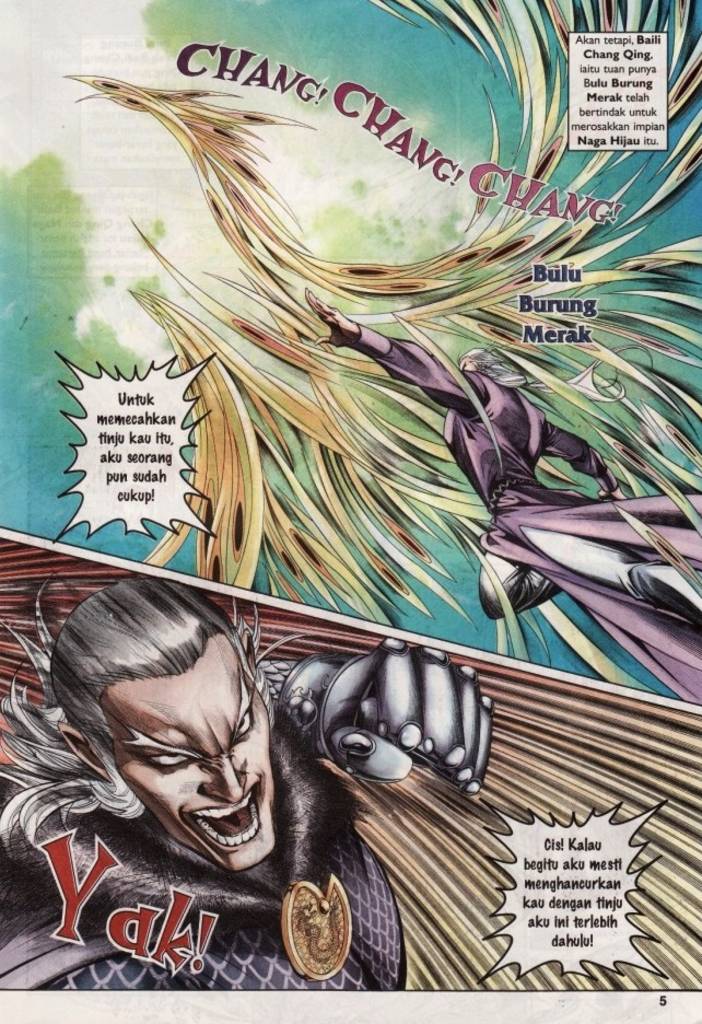 CHANG! CHANG! CHANG!
Akan tetapi, Baili
Chang Qing,
iaitu tuan punya
Bulu Burung
Merak telah
bertindak untuk
merosakkan impian
Naga Hijau itu.
Bulu
Burung
Merak
Untuk
memecahkan
tinju kau itu,
aku seorang
pun sudah
cukup!
Yak!
Cis! Kalau
begitu aku mesti
menghancurkan
kau dengan tinju
aku ini terlebih
dahulu!
5